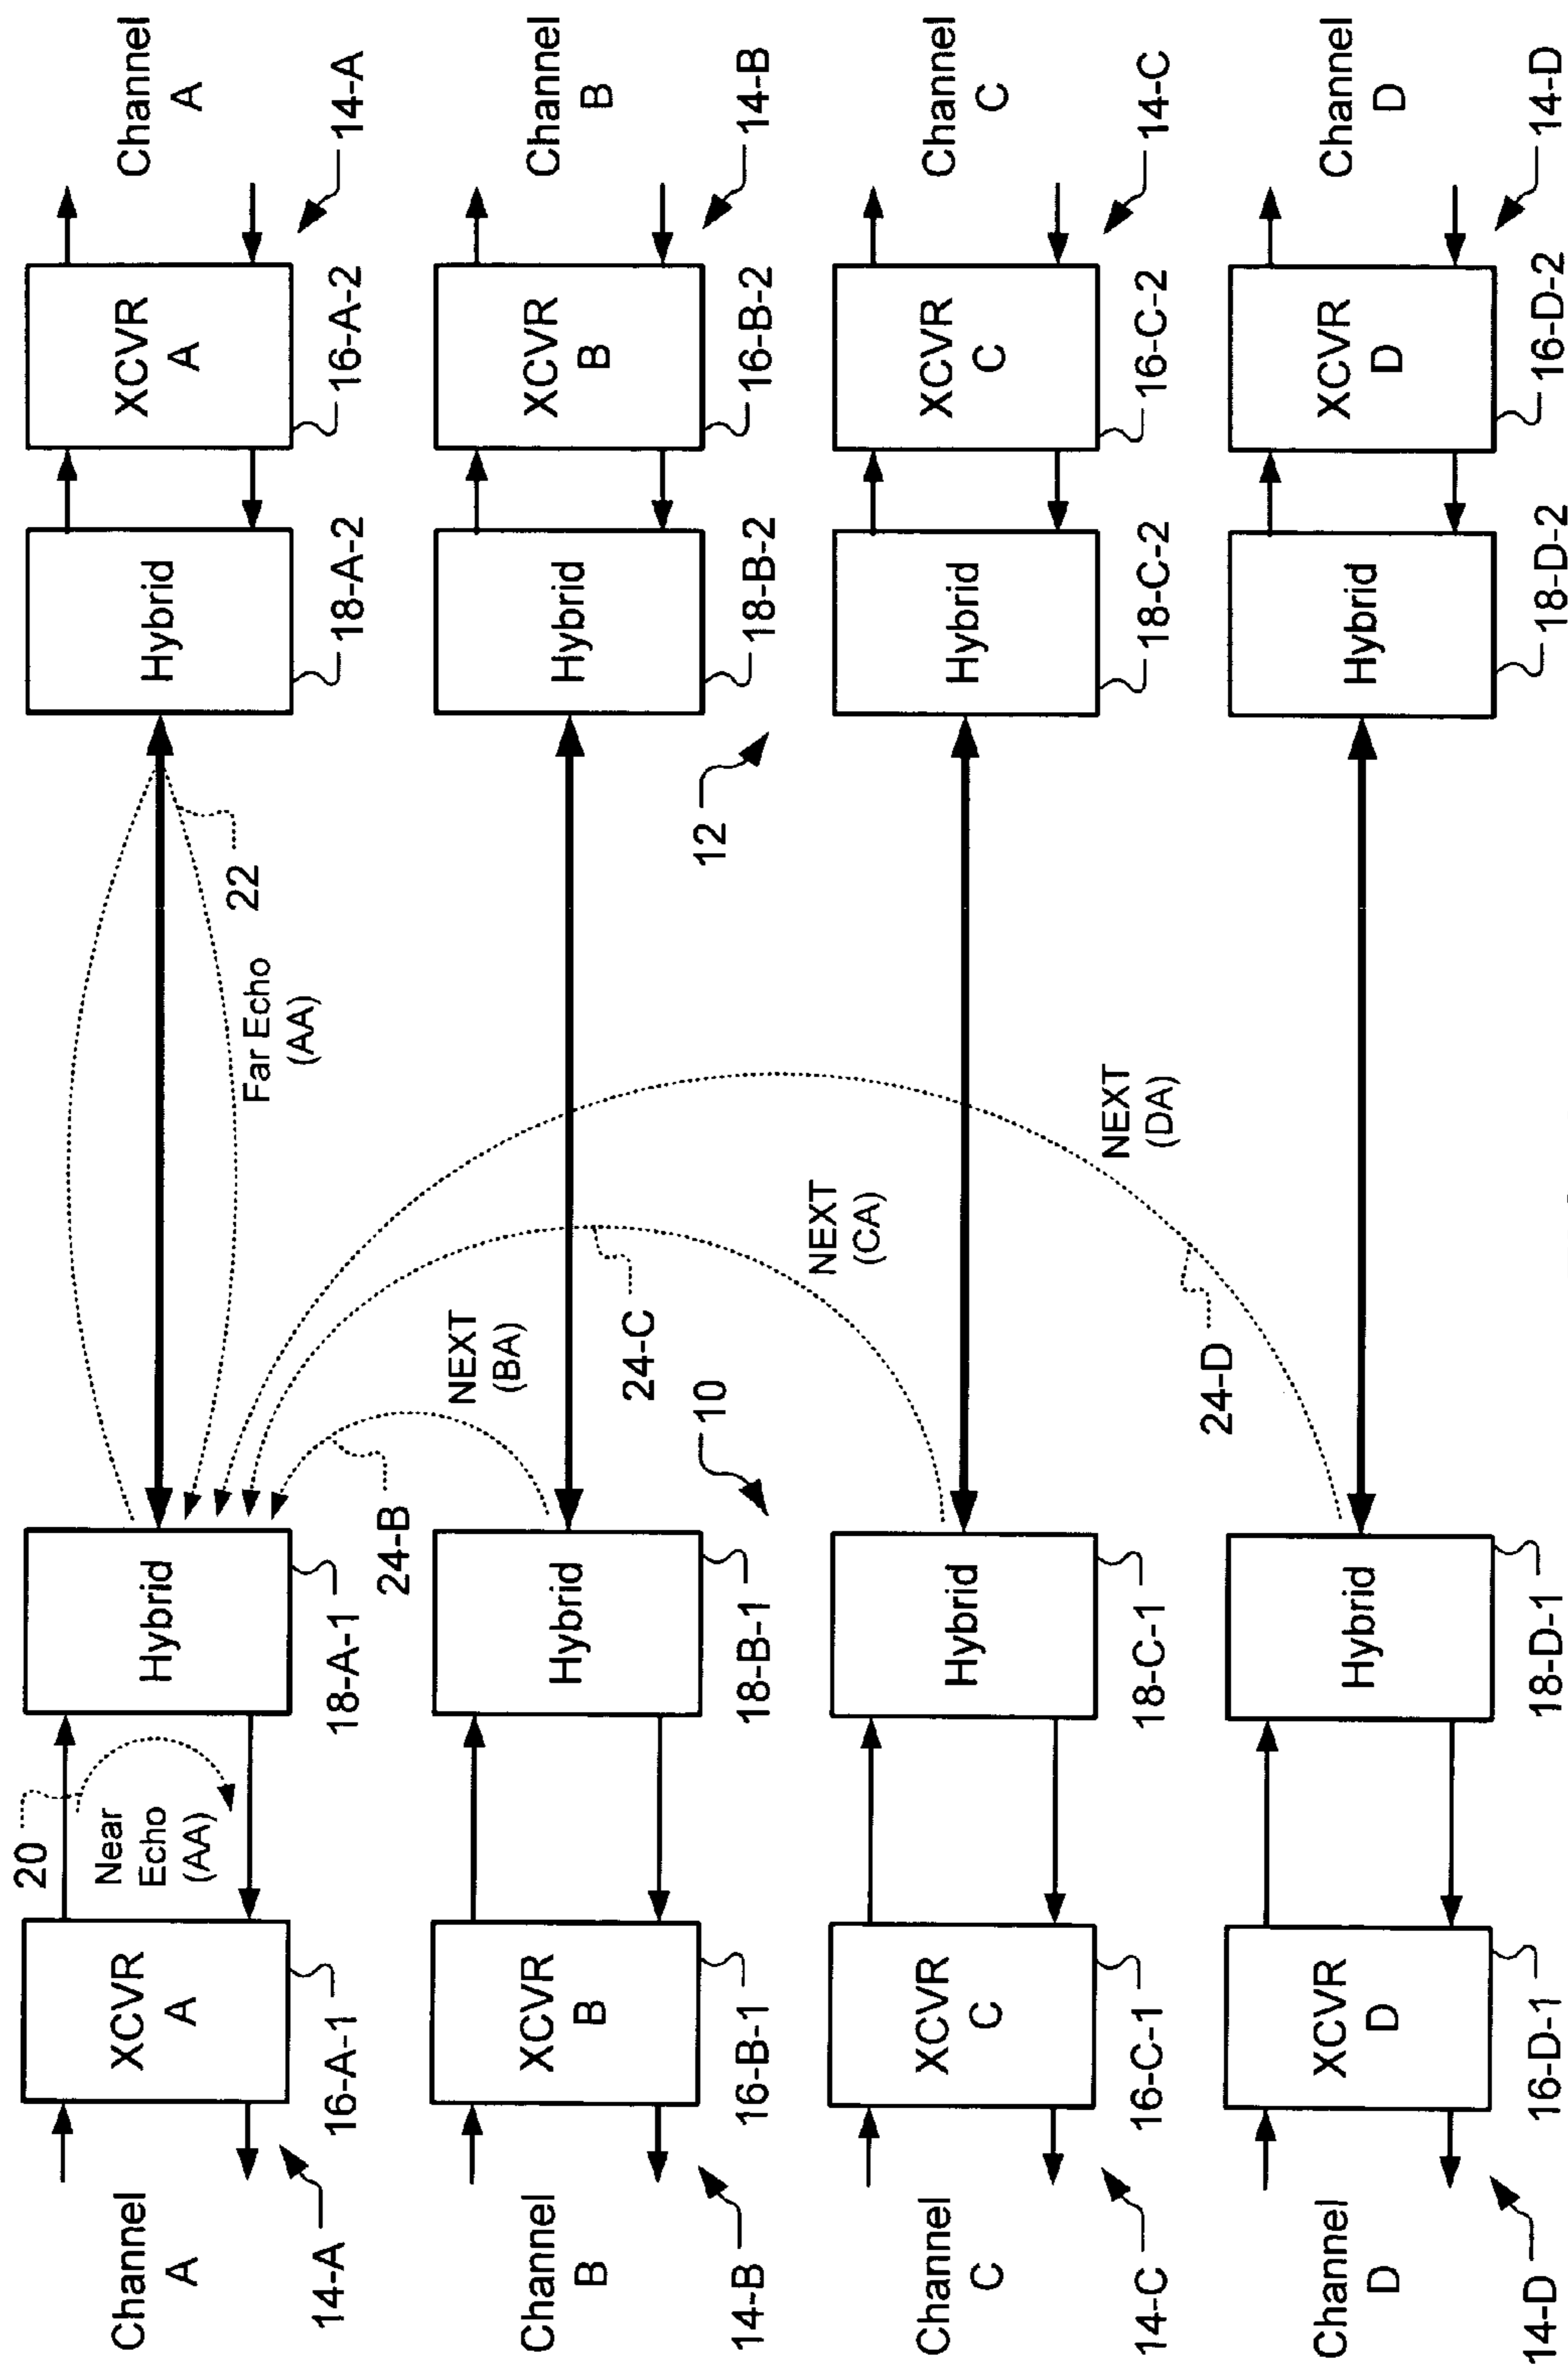 Channel
A
14-A
XCVR
A
16-A-1
20
Near
Echo
(AA)
Hybrid
18-A-1
Far Echo
(AA)
22
Hybrid
18-A-2
XCVR
A
16-A-2
Channel
A
14-A
Channel
B
14-B
XCVR
B
16-B-1
Hybrid
18-B-1
24-B
NEXT
(BA)
10
24-C
12
Hybrid
18-B-2
XCVR
B
16-B-2
Channel
B
14-B
Channel
C
14-C
XCVR
C
16-C-1
Hybrid
18-C-1
NEXT
(CA)
Hybrid
18-C-2
XCVR
C
16-C-2
Channel
C
14-C
Channel
D
14-D
XCVR
D
16-D-1
Hybrid
18-D-1
24-D
NEXT
(DA)
Hybrid
18-D-2
XCVR
D
16-D-2
Channel
D
14-D